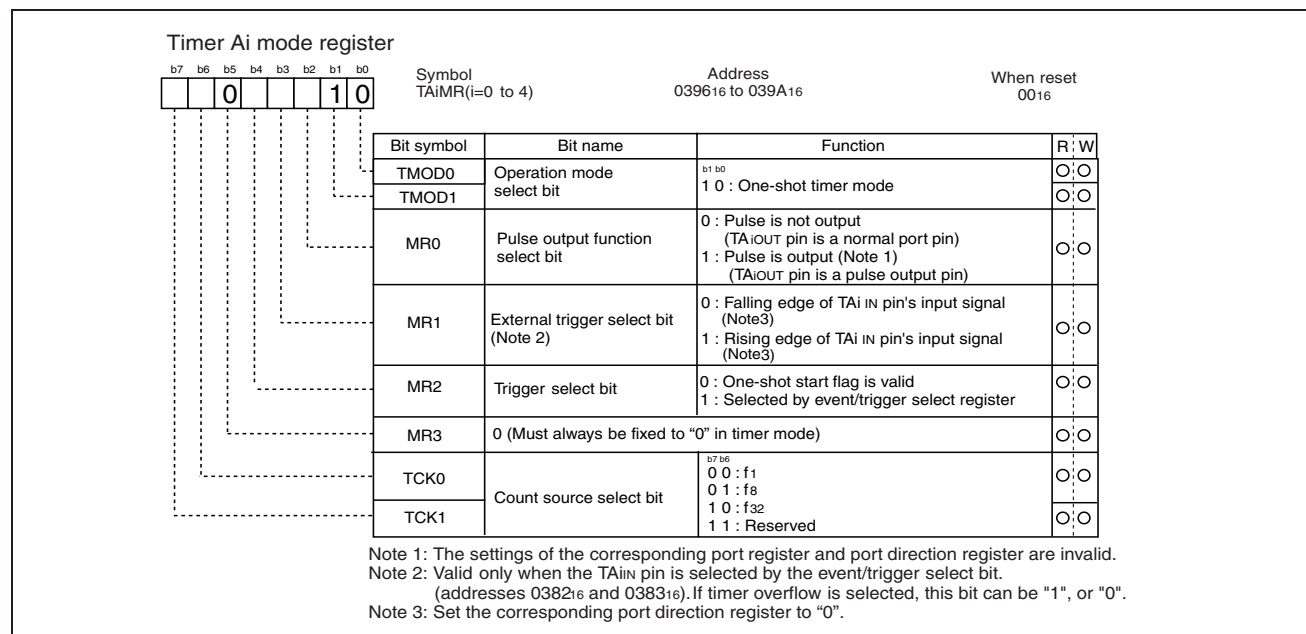 Timer Ai mode register
b7 b6 b5 b4 b3 b2 b1 b0
0 1 0
Symbol Address When reset
TAiMR(i=0 to 4) 039616 to 039A16 0016
Bit symbol Bit name Function R W
TMOD0 Operation mode select bit b1 b0
TMOD1 1 0 : One-shot timer mode
MR0 Pulse output function select bit 0 : Pulse is not output
(TAiOUT pin is a normal port pin)
1 : Pulse is output (Note 1)
(TAiOUT pin is a pulse output pin)
MR1 External trigger select bit (Note 2) 0 : Falling edge of TAi IN pin's input signal
(Note3)
1 : Rising edge of TAi IN pin's input signal
(Note3)
MR2 Trigger select bit 0 : One-shot start flag is valid
1 : Selected by event/trigger select register
MR3 0 (Must always be fixed to “0” in timer mode)
TCK0 Count source select bit b7 b6
0 0 : f1
0 1 : f8
TCK1 1 0 : f32
1 1 : Reserved
Note 1: The settings of the corresponding port register and port direction register are invalid.
Note 2: Valid only when the TAiIN pin is selected by the event/trigger select bit.
(addresses 038216 and 038316). If timer overflow is selected, this bit can be "1", or "0".
Note 3: Set the corresponding port direction register to “0”.